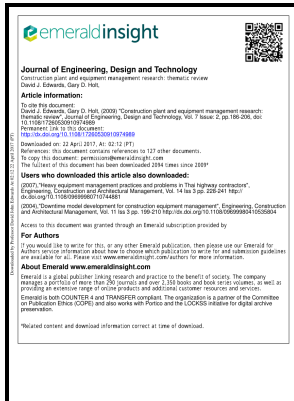 emeraldinsight
Journal of Engineering, Design and Technology
Construction plant and equipment management research: thematic review
David J. Edwards, Gary D. Holt,
Article information:
To cite this document:
David J. Edwards, Gary D. Holt, (2009) "Construction plant and equipment management research:
thematic review", Journal of Engineering, Design and Technology, Vol. 7 Issue: 2, pp.186-206, doi:
10.1108/17260530910974989
Permanent link to this document:
http://dx.doi.org/10.1108/17260530910974989
Downloaded on: 22 April 2017, At: 02:12 (PT)
References: this document contains references to 127 other documents.
To copy this document: permissions@emeraldinsight.com
The fulltext of this document has been downloaded 2094 times since 2009*
Users who downloaded this article also downloaded:
(2007),"Heavy equipment management practices and problems in Thai highway contractors",
Engineering, Construction and Architectural Management, Vol. 14 Iss 3 pp. 228-241 http://
dx.doi.org/10.1108/09699980710744881
(2004),"Downtime model development for construction equipment management", Engineering, Construction
and Architectural Management, Vol. 11 Iss 3 pp. 199-210 http://dx.doi.org/10.1108/09699980410535804
Access to this document was granted through an Emerald subscription provided by
For Authors
If you would like to write for this, or any other Emerald publication, then please use our Emerald for
Authors service information about how to choose which publication to write for and submission guidelines
are available for all. Please visit www.emeraldinsight.com/authors for more information.
About Emerald www.emeraldinsight.com
Emerald is a global publisher linking research and practice to the benefit of society. The company
manages a portfolio of more than 290 journals and over 2,350 books and book series volumes, as well as
providing an extensive range of online products and additional customer resources and services.
Emerald is both COUNTER 4 and TRANSFER compliant. The organization is a partner of the Committee
on Publication Ethics (COPE) and also works with Portico and the LOCKSS initiative for digital archive
preservation.
*Related content and download information correct at time of download.
Downloaded by Professor David John Edwards At 02:12 22 April 2017 (PT)